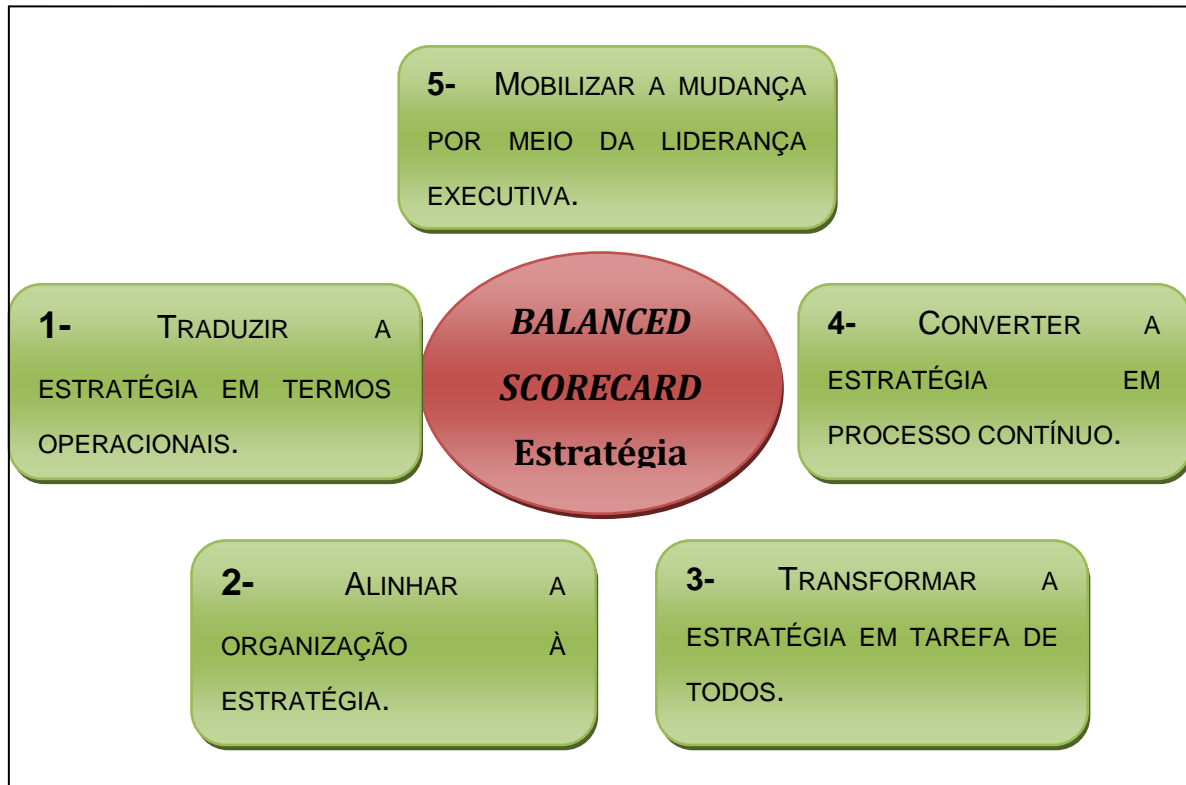 5- MOBILIZAR A MUDANÇA
POR MEIO DA LIDERANÇA
EXECUTIVA.
1- TRADUZIR A
ESTRATÉGIA EM TERMOS
OPERACIONAIS.
BALANCED
SCORECARD
Estratégia
4- CONVERTER A
ESTRATÉGIA EM
PROCESSO CONTÍNUO.
2- ALINHAR A
ORGANIZAÇÃO À
ESTRATÉGIA.
3- TRANSFORMAR A
ESTRATÉGIA EM TAREFA DE
TODOS.